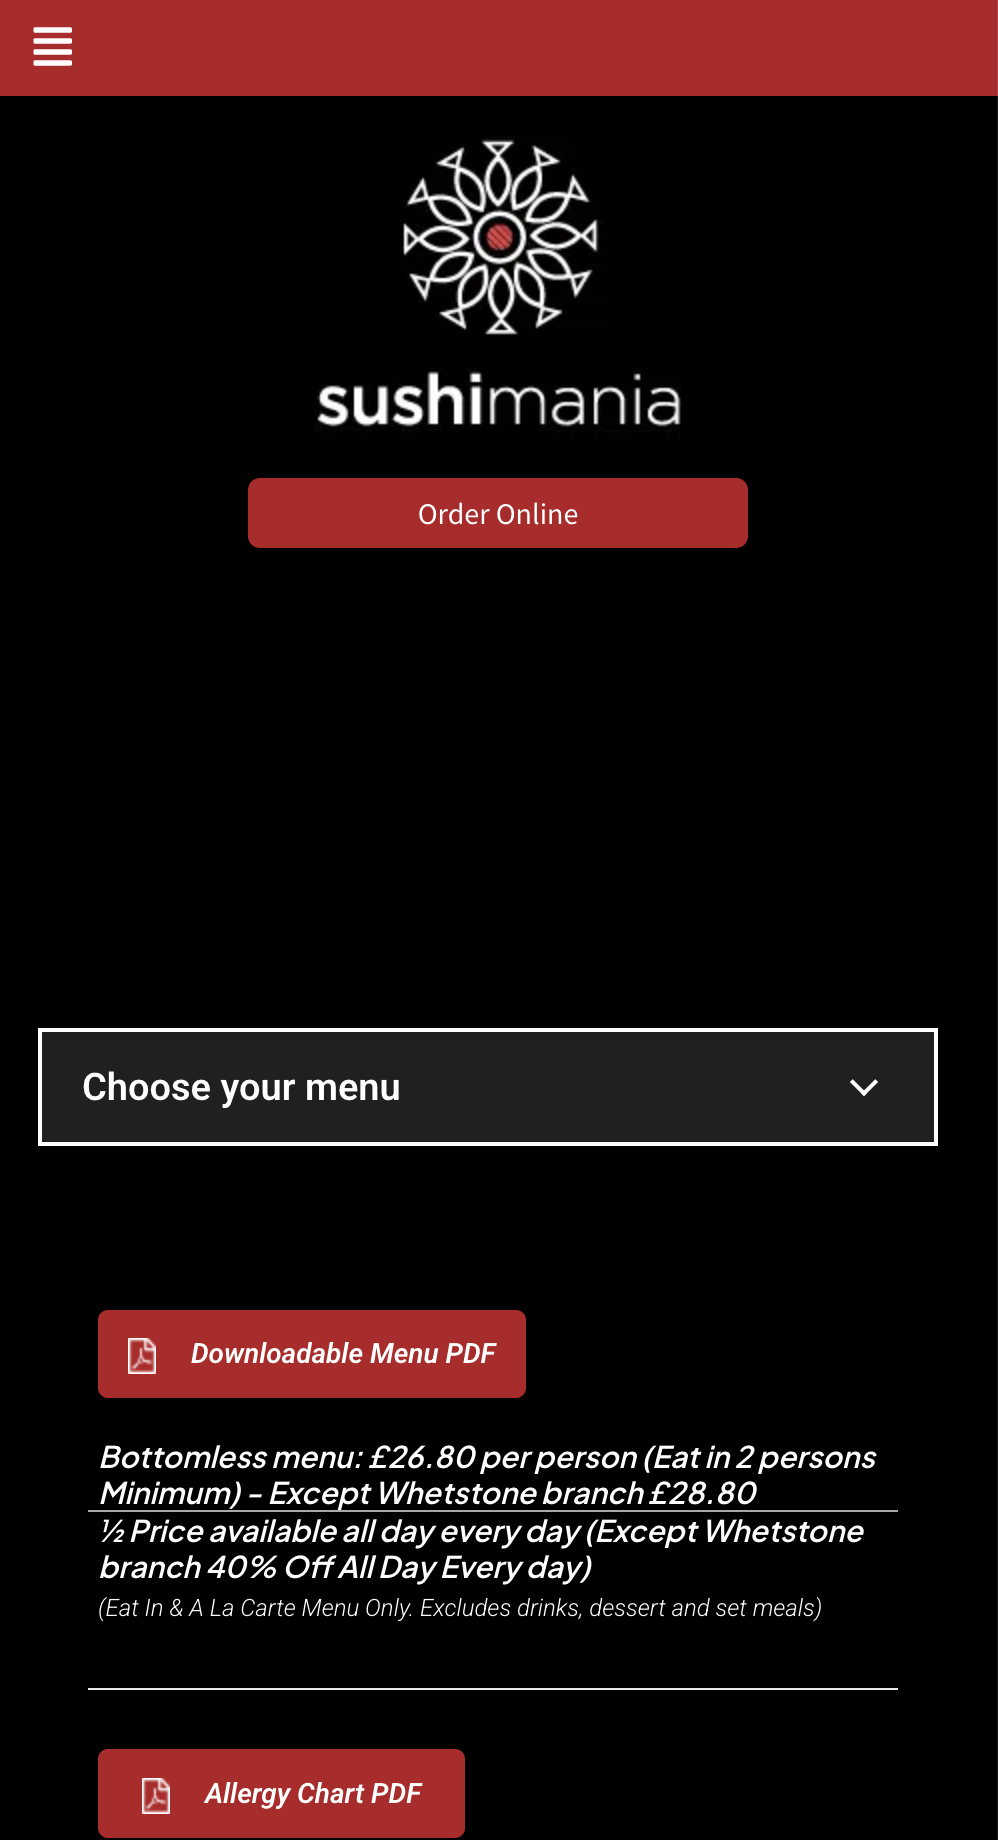 sushimania
Order Online
Choose your menu
Downloadable Menu PDF
Bottomless menu: £26.80 per person (Eat in 2 persons
Minimum) - Except Whetstone branch £28.80
½ Price available all day every day (Except Whetstone
branch 40% Off All Day Every day)
(Eat In & A La Carte Menu Only. Excludes drinks, dessert and set meals)
Allergy Chart PDF